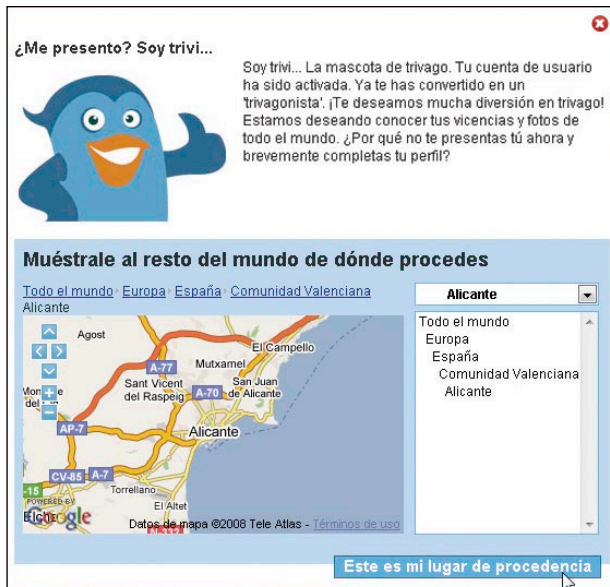 ¿Me presento? Soy trivi...
Soy trivi... La mascota de trivago. Tu cuenta de usuario
ha sido activada. Ya te has convertido en un
'trivagonista'. ¡Te deseamos mucha diversión en trivago!
Estamos deseando conocer tus vicencias y fotos de
todo el mundo. ¿Por qué no te presentas tú ahora y
brevemente completas tu perfil?
Muéstrale al resto del mundo de dónde procedes
Todo el mundo Europa España Comunidad Valenciana
Alicante
Agost
El Campello
A-77
Mutxamel
Sant Vicent
del Raspeig
A-70
San Juan
de Alicante
AP-7
Alicante
CV-85
A-7
Torrellano
-15
El Altet
POWERED BY
Google
Elche
Datos de mapa ©2008 Tele Atlas - Términos de uso
Alicante
Todo el mundo
Europa
España
Comunidad Valenciana
Alicante
Este es mi lugar de procedencia